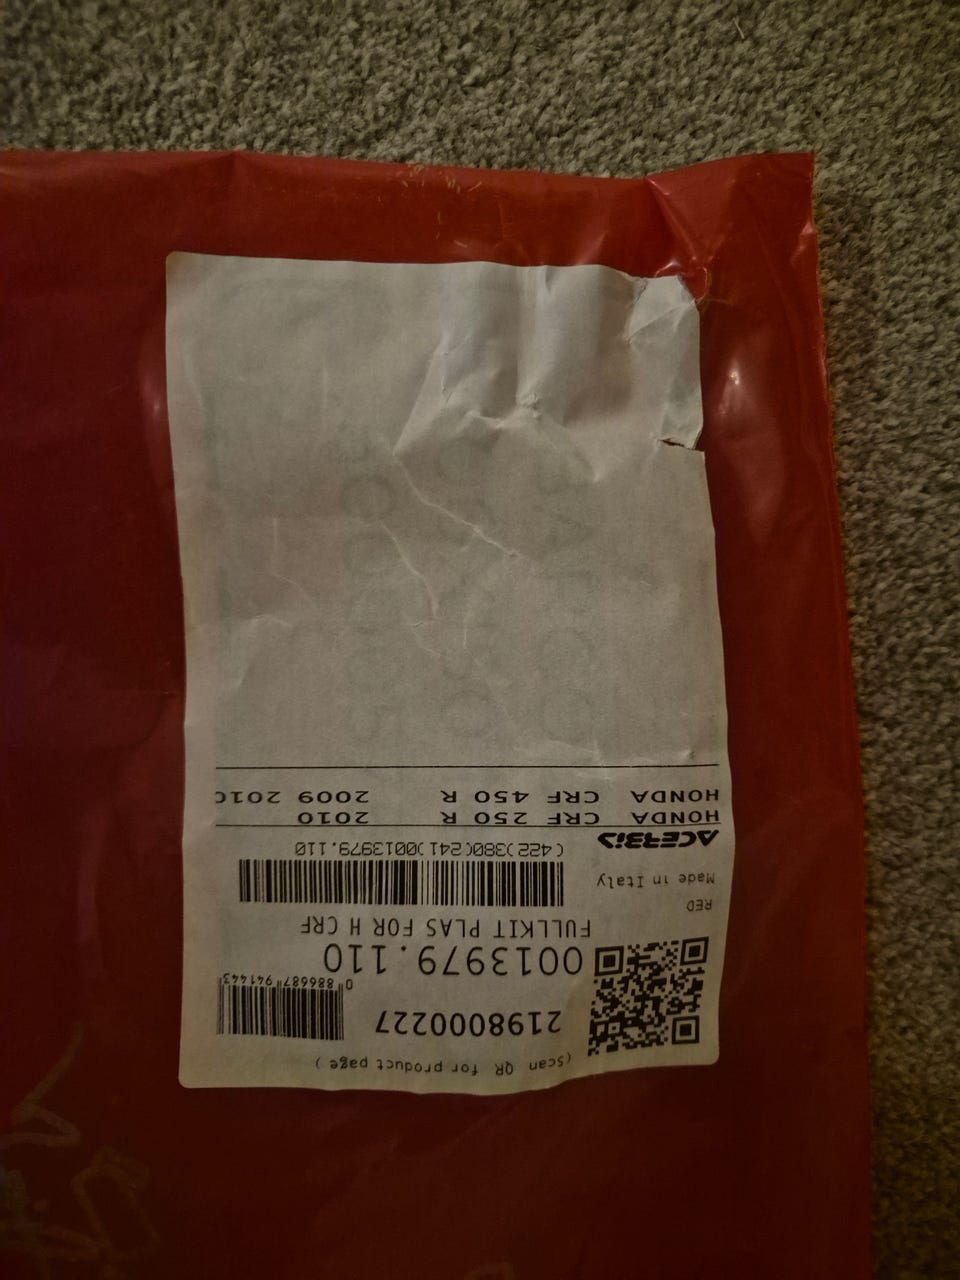 ( Scan QR for product page )
2198000227
0 886687 941443
0013979.110
FULLKIT PLAS FOR H CRF
RED
Made in Italy
(422)380(241)0013979.110
ACERBIS
HONDA CRF 250 R 2010
HONDA CRF 450 R 2009 2010